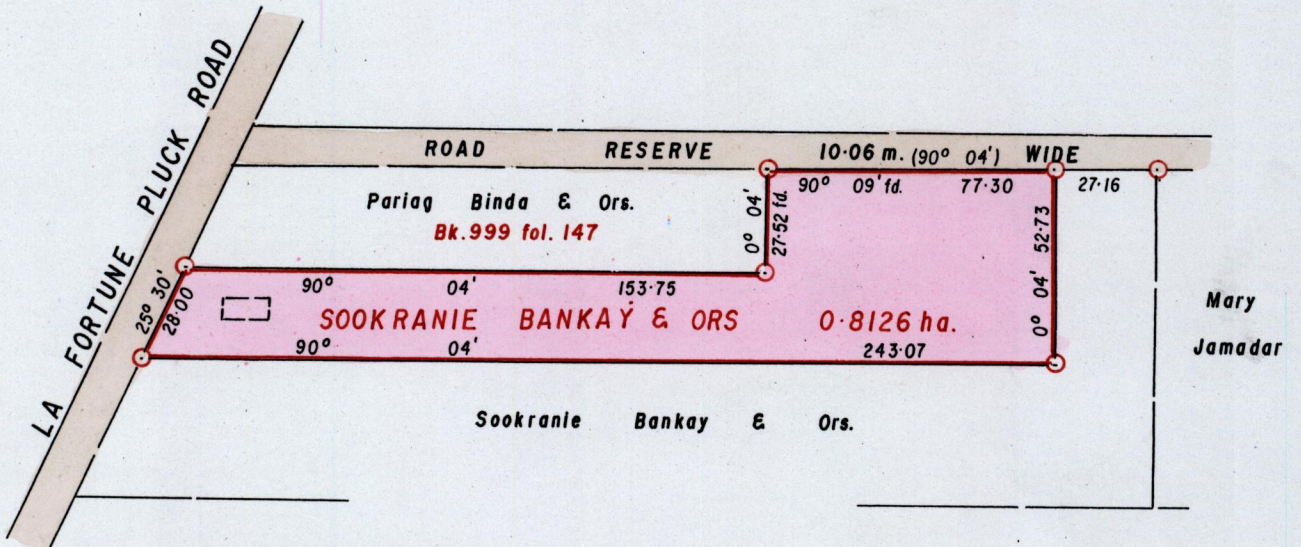 LA FORTUNE PLUCK ROAD
ROAD RESERVE 10·06 m. (90° 04') WIDE
90° 09' fd. 77·30
27·16
Pariag Binda & Ors.
Bk. 999 fol. 147
0° 04'
27·52 fd.
0° 04' 52·73
25° 30'
28·00
90° 04' 153·75
SOOKRANIE BANKAY & ORS 0·8126 ha.
90° 04' 243·07
Mary
Jamadar
Sookranie Bankay & Ors.